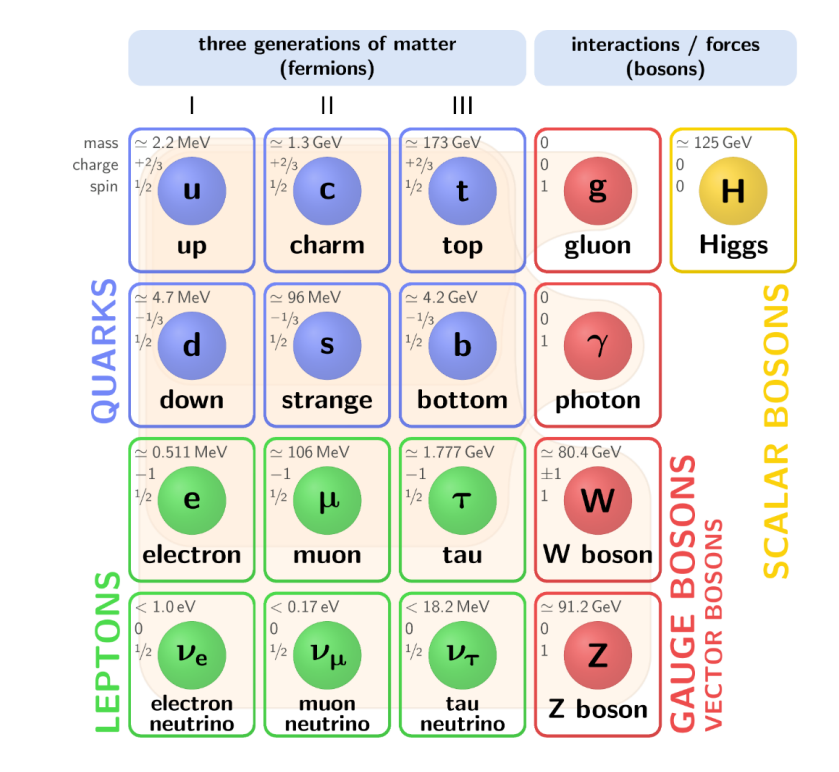 three generations of matter
(fermions)
interactions / forces
(bosons)
I
II
III
mass
charge
spin
≃ 2.2 MeV
+2/3
1/2
u
up
≃ 1.3 GeV
+2/3
1/2
c
charm
≃ 173 GeV
+2/3
1/2
t
top
0
0
1
g
gluon
≃ 125 GeV
0
0
H
Higgs
QUARKS
≃ 4.7 MeV
−1/3
1/2
d
down
≃ 96 MeV
−1/3
1/2
s
strange
≃ 4.2 GeV
−1/3
1/2
b
bottom
0
0
1
γ
photon
SCALAR BOSONS
LEPTONS
≃ 0.511 MeV
−1
1/2
e
electron
≃ 106 MeV
−1
1/2
μ
muon
≃ 1.777 GeV
−1
1/2
τ
tau
≃ 80.4 GeV
±1
1
W
W boson
< 1.0 eV
0
1/2
νe
electron
neutrino
< 0.17 eV
0
1/2
νμ
muon
neutrino
< 18.2 MeV
0
1/2
ντ
tau
neutrino
≃ 91.2 GeV
0
1
Z
Z boson
GAUGE BOSONS
VECTOR BOSONS